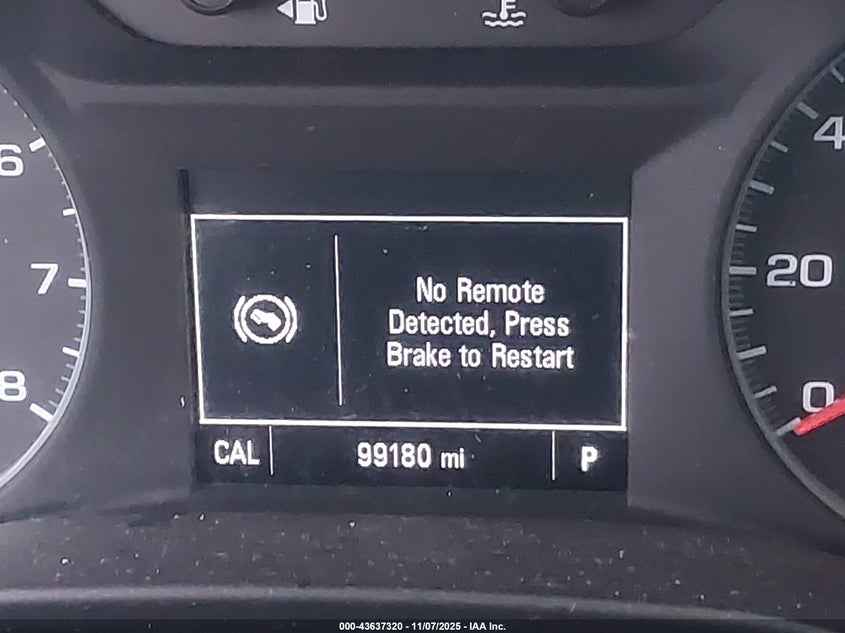 F
6
7
8
4
20
0
No Remote
Detected, Press
Brake to Restart
CAL 99180 mi P
000-43637320 - 11/07/2025 - IAA Inc.